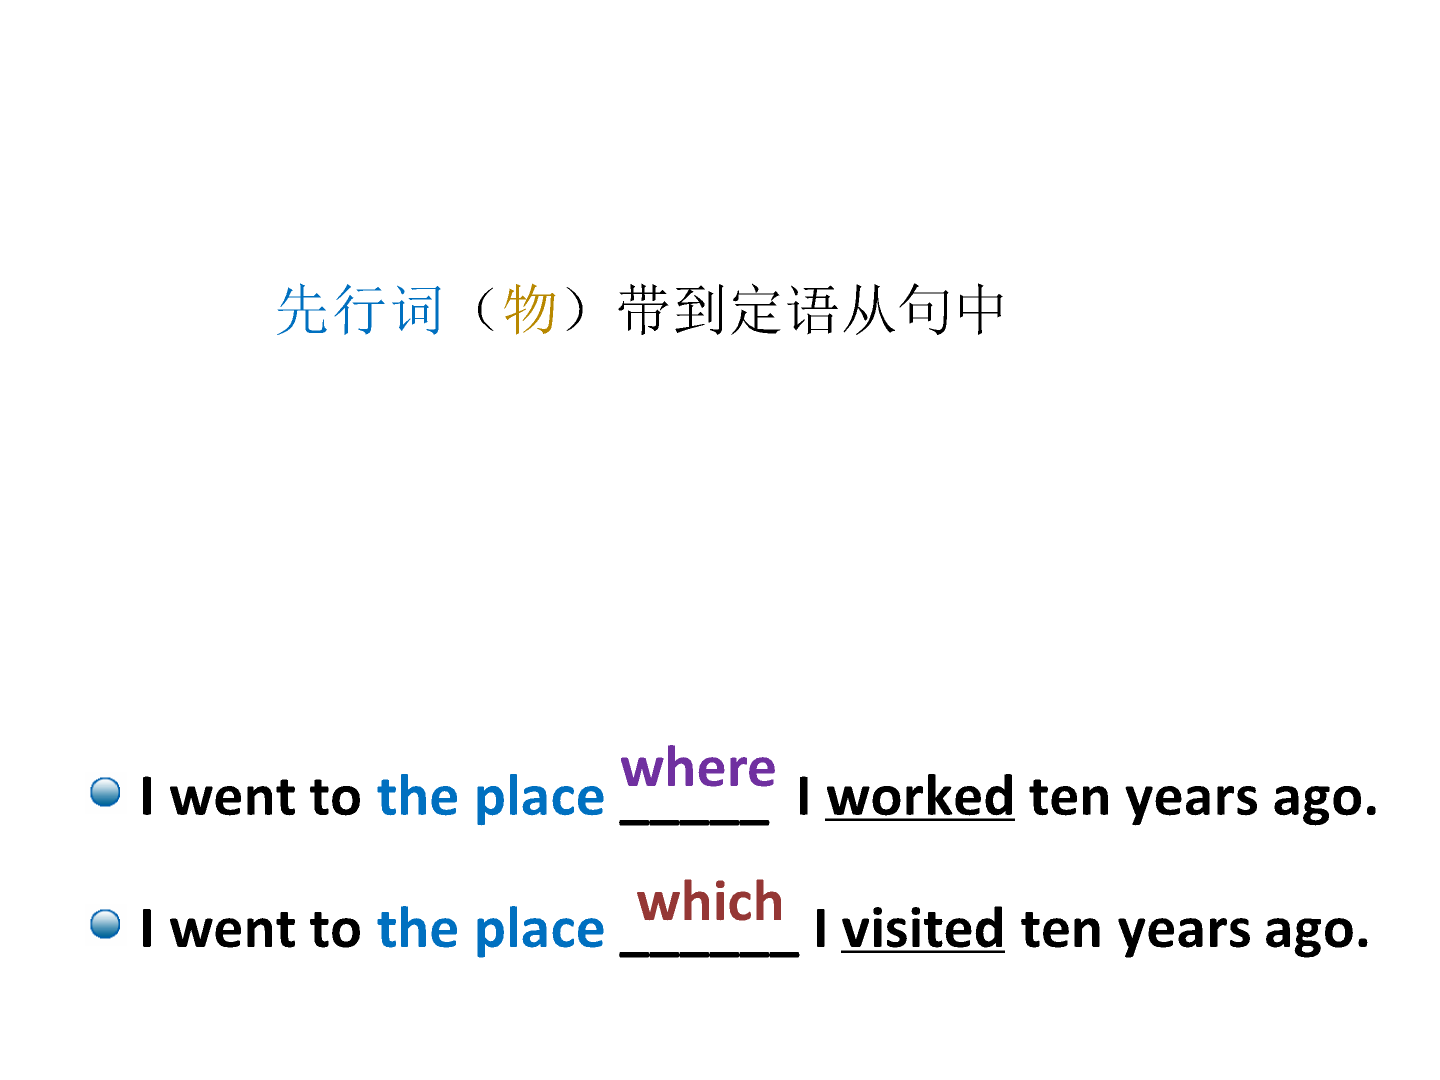 先行词（物）带到定语从句中
I went to the place _____ where I worked ten years ago.
I went to the place ______ which I visited ten years ago.